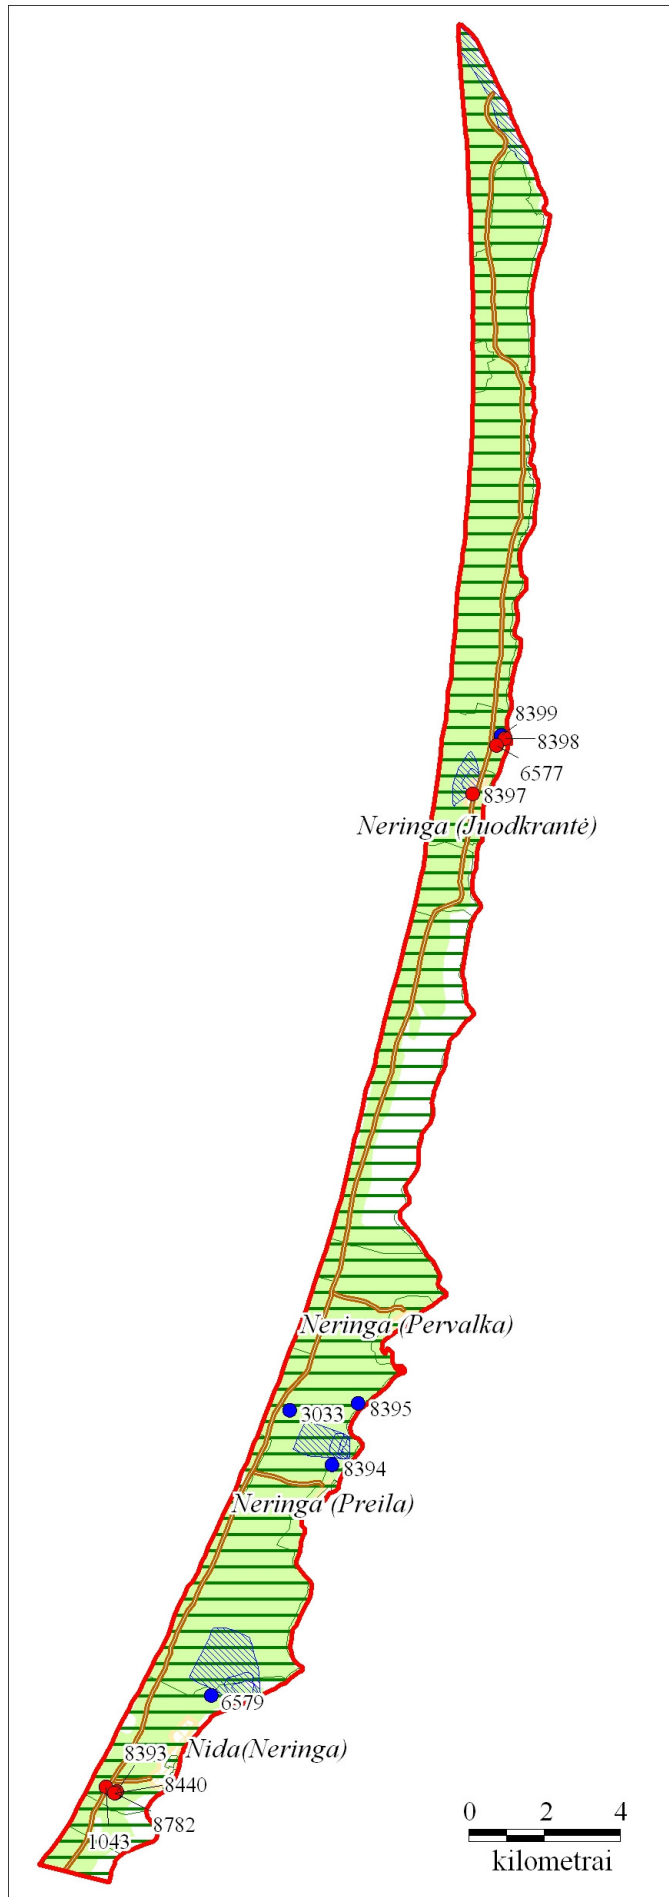 8399
8398
6577
8397
Neringa (Juodkrantė)
Neringa (Pervalka)
8395
3033
8394
Neringa (Preila)
6579
Nida(Neringa)
8393
8440
8782
1043
0 2 4
kilometrai